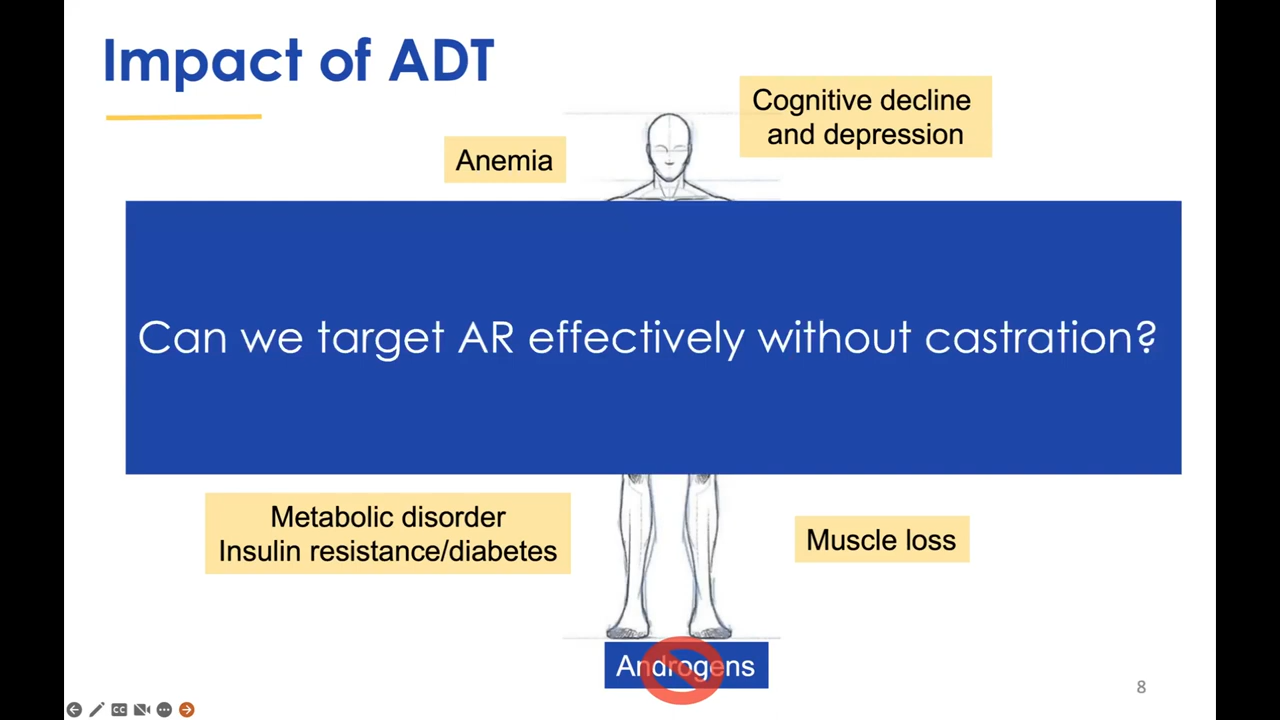 Impact of ADT
Cognitive decline
and depression
Anemia
Can we target AR effectively without castration?
Metabolic disorder
Insulin resistance/diabetes
Muscle loss
Androgens
8
CC